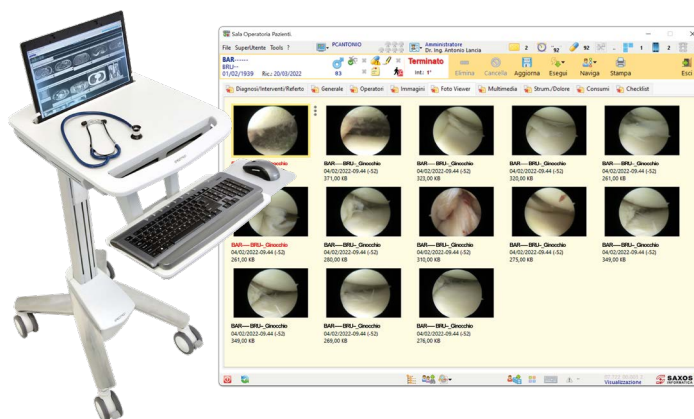 Sala Operatoria Pazienti
File SuperUtente Tools ?
PCANTONIO
Amministratore
Dr. Ing. Antonio Lancia
2
92
92
1
2
BAR------
BRU--
01/02/1939 Ric.: 20/03/2022
83
Terminato
Int.: 1°
Elimina Cancella Aggiorna Esegui Naviga Stampa Esci
Diagnosi/Interventi/Referto Generale Operatori Immagini Foto Viewer Multimedia Strum./Dolore Consumi Checklist
Ginocchio
BAR---- BRU--_Ginocchio
04/02/2022-09.44 (-52)
371,00 KB
BAR---- BRU--_Ginocchio
04/02/2022-09.44 (-52)
323,00 KB
BAR---- BRU--_Ginocchio
04/02/2022-09.44 (-52)
320,00 KB
BAR---- BRU--_Ginocchio
04/02/2022-09.44 (-52)
261,00 KB
BAR---- BRU--_Ginocchio
04/02/2022-09.44 (-52)
261,00 KB
BAR---- BRU--_Ginocchio
04/02/2022-09.44 (-52)
280,00 KB
BAR---- BRU--_Ginocchio
04/02/2022-09.44 (-52)
310,00 KB
BAR---- BRU--_Ginocchio
04/02/2022-09.44 (-52)
275,00 KB
BAR---- BRU--_Ginocchio
04/02/2022-09.44 (-52)
349,00 KB
BAR---- BRU--_Ginocchio
04/02/2022-09.44 (-52)
349,00 KB
BAR---- BRU--_Ginocchio
04/02/2022-09.44 (-52)
269,00 KB
BAR---- BRU--_Ginocchio
04/02/2022-09.44 (-52)
276,00 KB
Visualizzazione
SAXOS
INFORMATICA